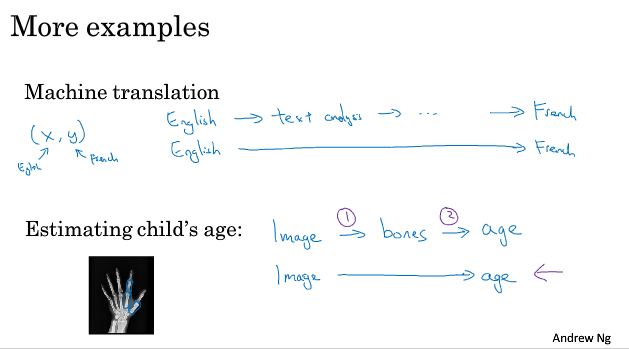 More examples
Machine translation
English → text analysis → ... → French
(x, y)
English → French
English French
Estimating child's age:
Image ① → bones ② → age
Image → age ←
Andrew Ng